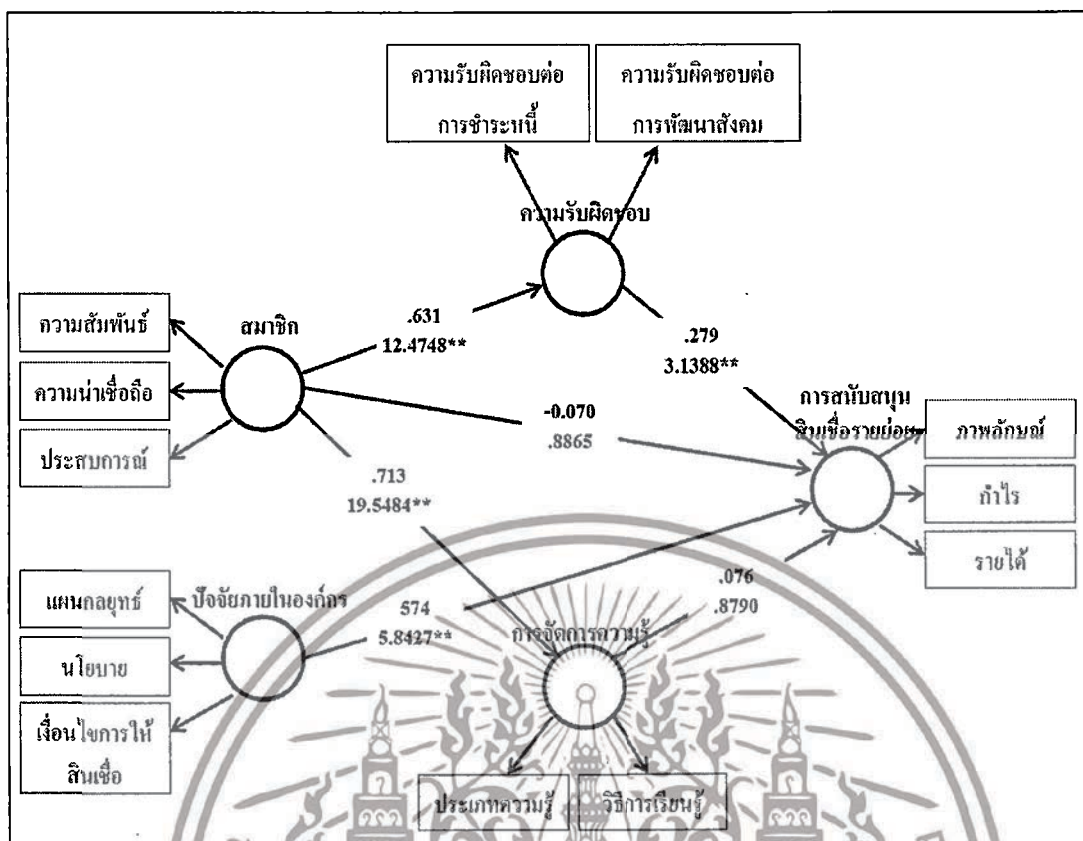 ความรับผิดชอบต่อ
การชำระหนี้
ความรับผิดชอบต่อ
การพัฒนาสังคม
ความรับผิดชอบ
ความสัมพันธ์
ความน่าเชื่อถือ
ประสบการณ์
สมาชิก
.631
12.4748**
.279
3.1388**
-0.070
.8865
การสนับสนุน
สินเชื่อรายย่อย
ภาพลักษณ์
กำไร
รายได้
.713
19.5484**
แผนกลยุทธ์
นโยบาย
เงื่อนไขการให้
สินเชื่อ
ปัจจัยภายในองค์กร
574
5.8427**
.076
.8790
การจัดการความรู้
ประเภทความรู้
วิธีการเรียนรู้